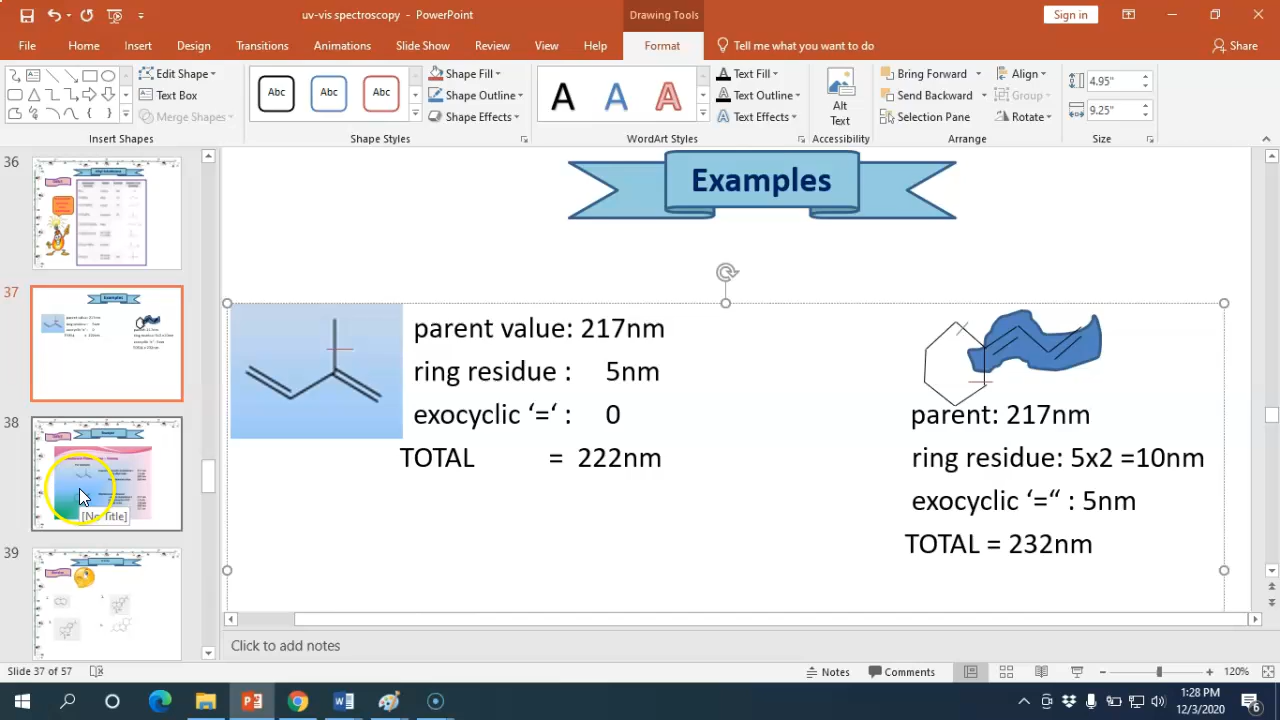 uv-vis spectroscopy - PowerPoint
Drawing Tools
Sign in
File Home Insert Design Transitions Animations Slide Show Review View Help Format Tell me what you want to do Share
Edit Shape
Text Box
Merge Shapes
Insert Shapes
Abc Abc Abc
Shape Fill
Shape Outline
Shape Effects
Shape Styles
A A A
Text Fill
Text Outline
Text Effects
WordArt Styles
Alt
Text
Accessibility
Bring Forward
Send Backward
Selection Pane
Align
Group
Rotate
Arrange
4.95"
9.25"
Size
36
37
Examples
38
[No Title]
39
Examples
parent value: 217nm
ring residue : 5nm
exocyclic ‘=‘ : 0
TOTAL = 222nm
parent: 217nm
ring residue: 5x2 =10nm
exocyclic ‘=“ : 5nm
TOTAL = 232nm
Click to add notes
Slide 37 of 57
Notes
Comments
120%
1:28 PM
12/3/2020
6